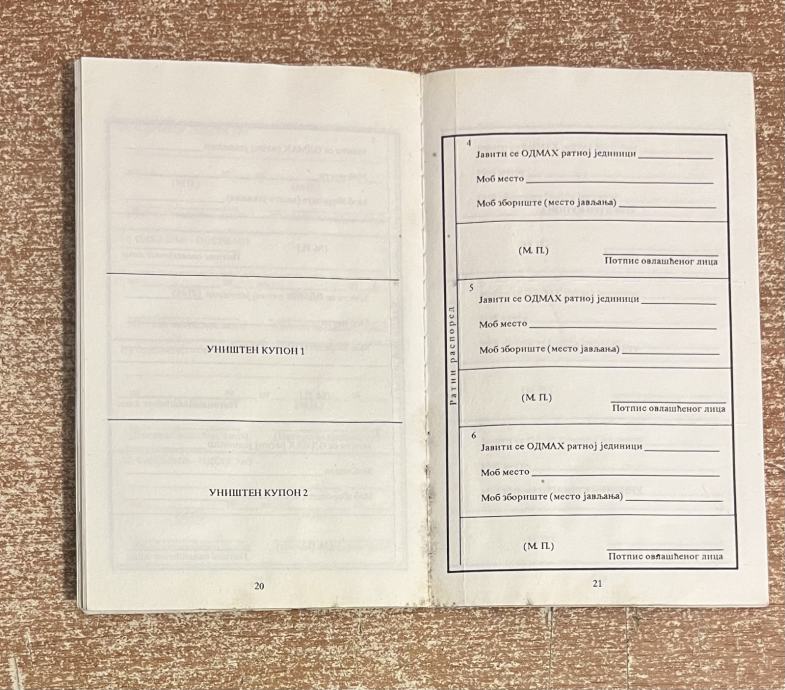 УНИШТЕН КУПОН 1
УНИШТЕН КУПОН 2
20
Ратни распоред
4
Јавити се ОДМАХ ратној јединици
Моб место
Моб збориште (место јављања)
(М. П.)
Потпис овлашћеног лица
5
Јавити се ОДМАХ ратној јединици
Моб место
Моб збориште (место јављања)
(М. П.)
Потпис овлашћеног лица
6
Јавити се ОДМАХ ратној јединици
Моб место
Моб збориште (место јављања)
(М. П.)
Потпис овлашћеног лица
21